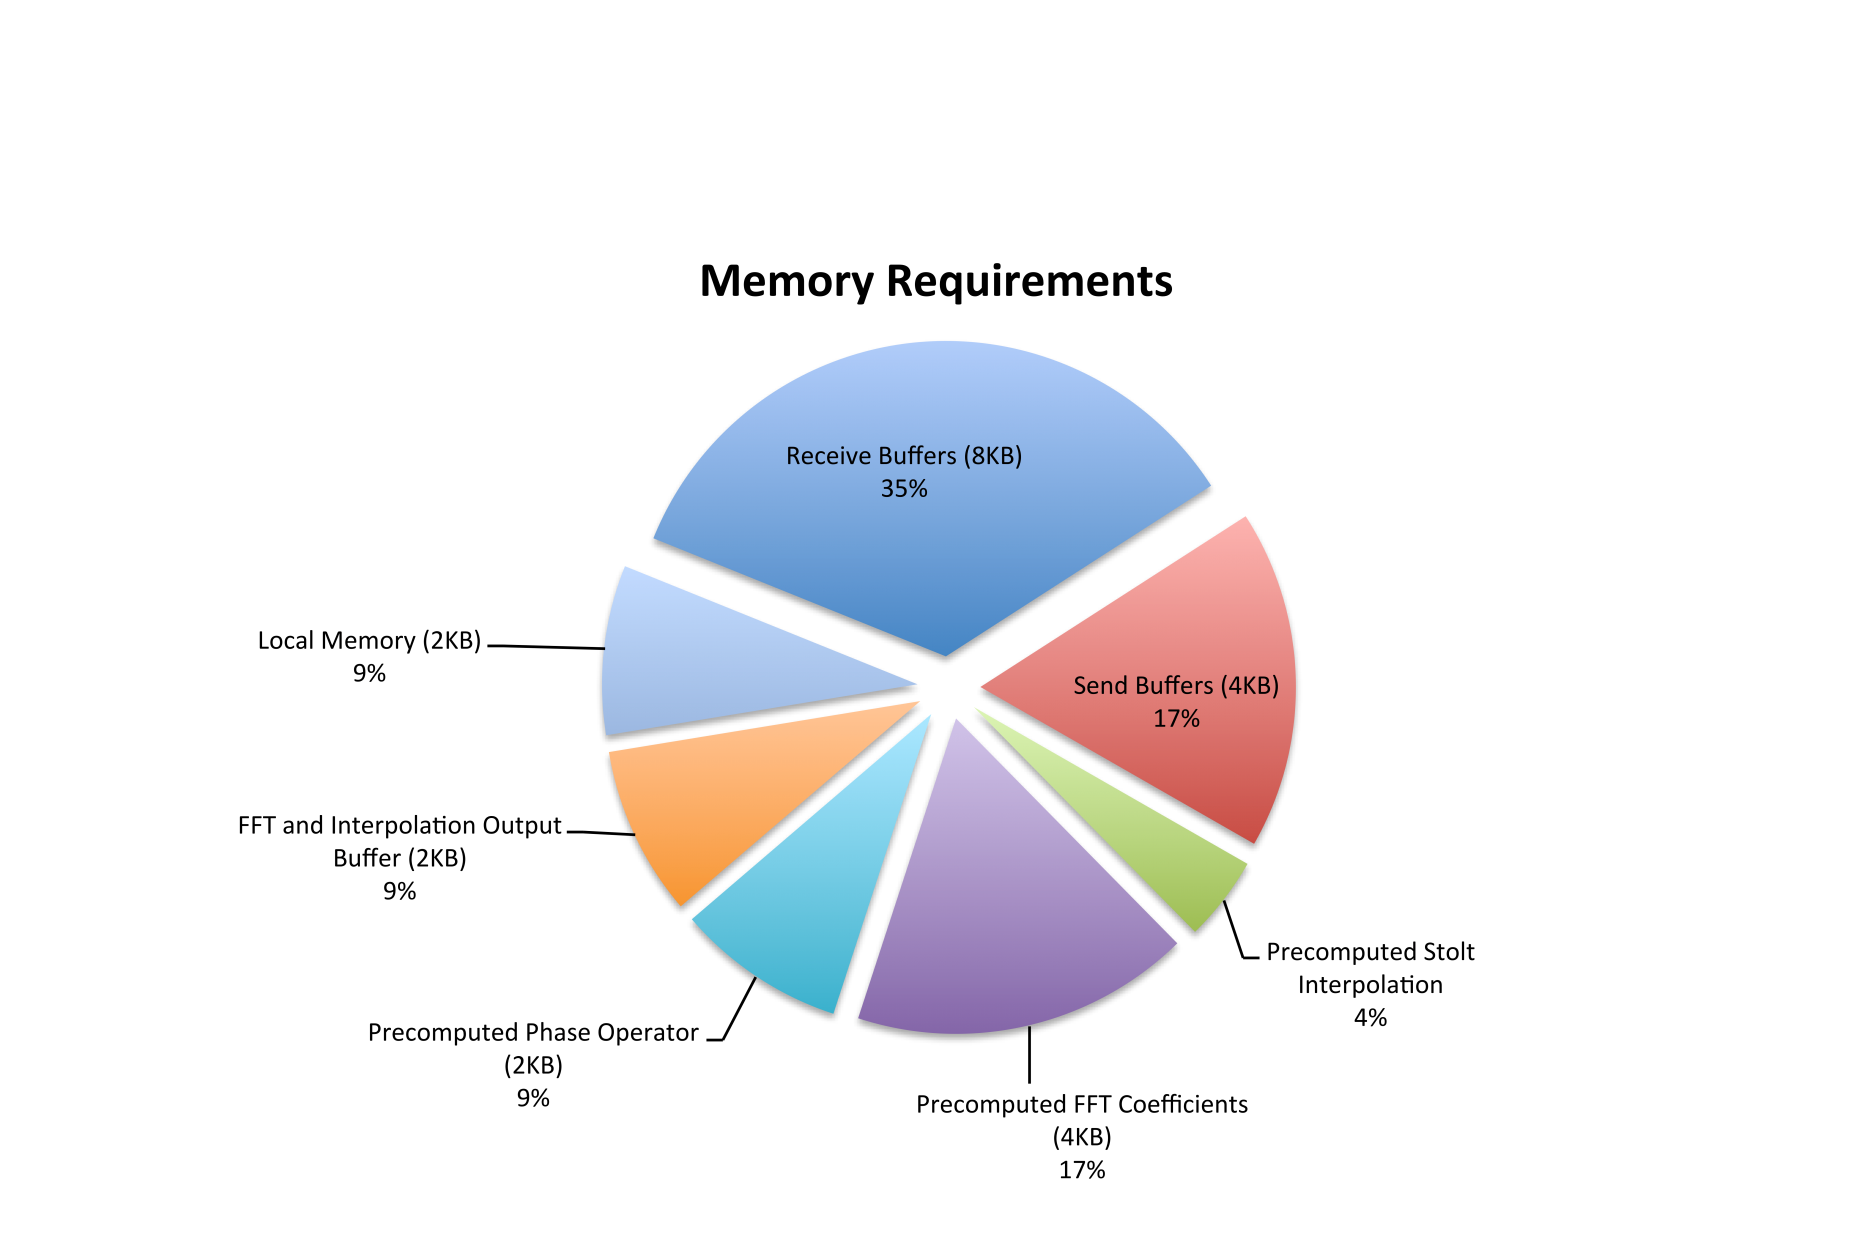 Memory Requirements
Receive Buffers (8KB)
35%
Send Buffers (4KB)
17%
Precomputed Stolt
Interpolation
4%
Precomputed FFT Coefficients
(4KB)
17%
Precomputed Phase Operator
(2KB)
9%
FFT and Interpolation Output
Buffer (2KB)
9%
Local Memory (2KB)
9%